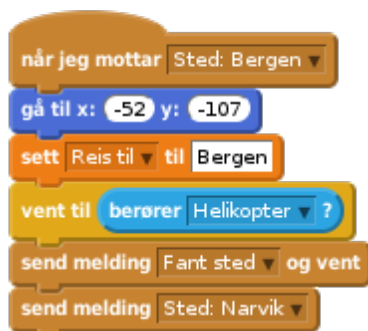 når jeg mottar Sted: Bergen
gå til x: -52 y: -107
sett Reis til til Bergen
vent til berører Helikopter ?
send melding Fant sted og vent
send melding Sted: Narvik